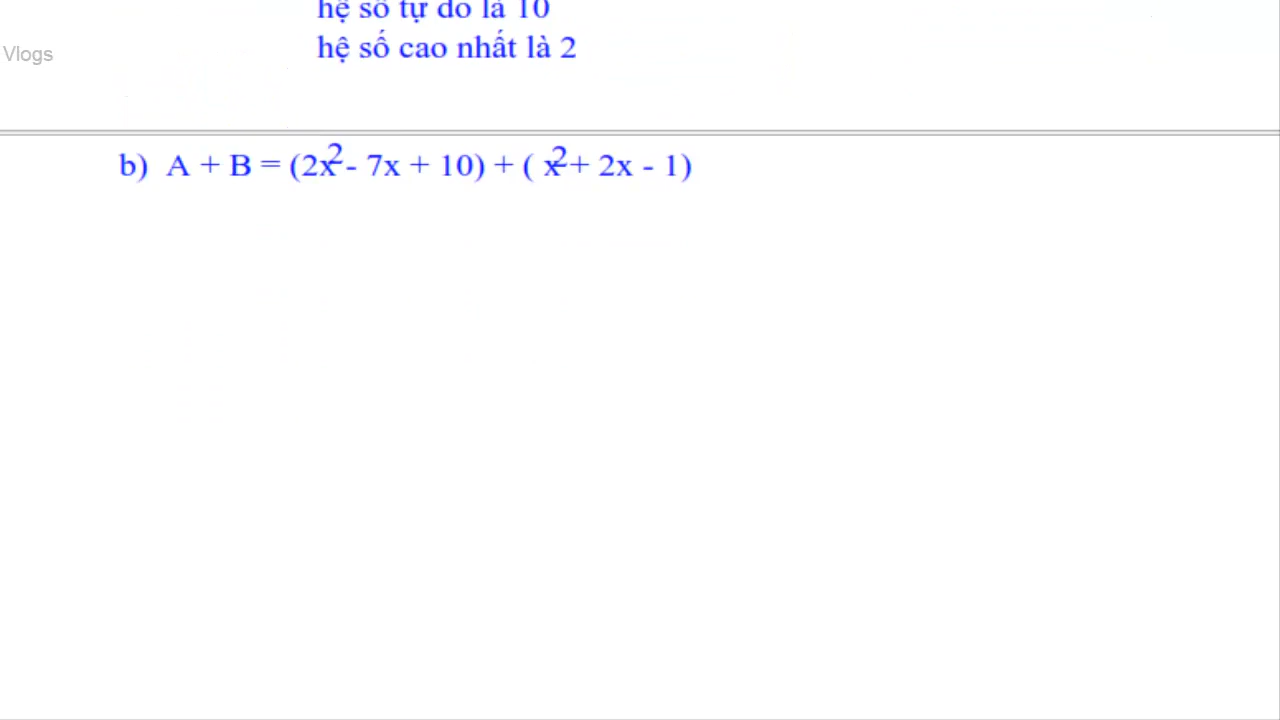 hệ số tự do là 10
hệ số cao nhất là 2
Vlogs
b) A + B = (2x² - 7x + 10) + ( x² + 2x - 1)